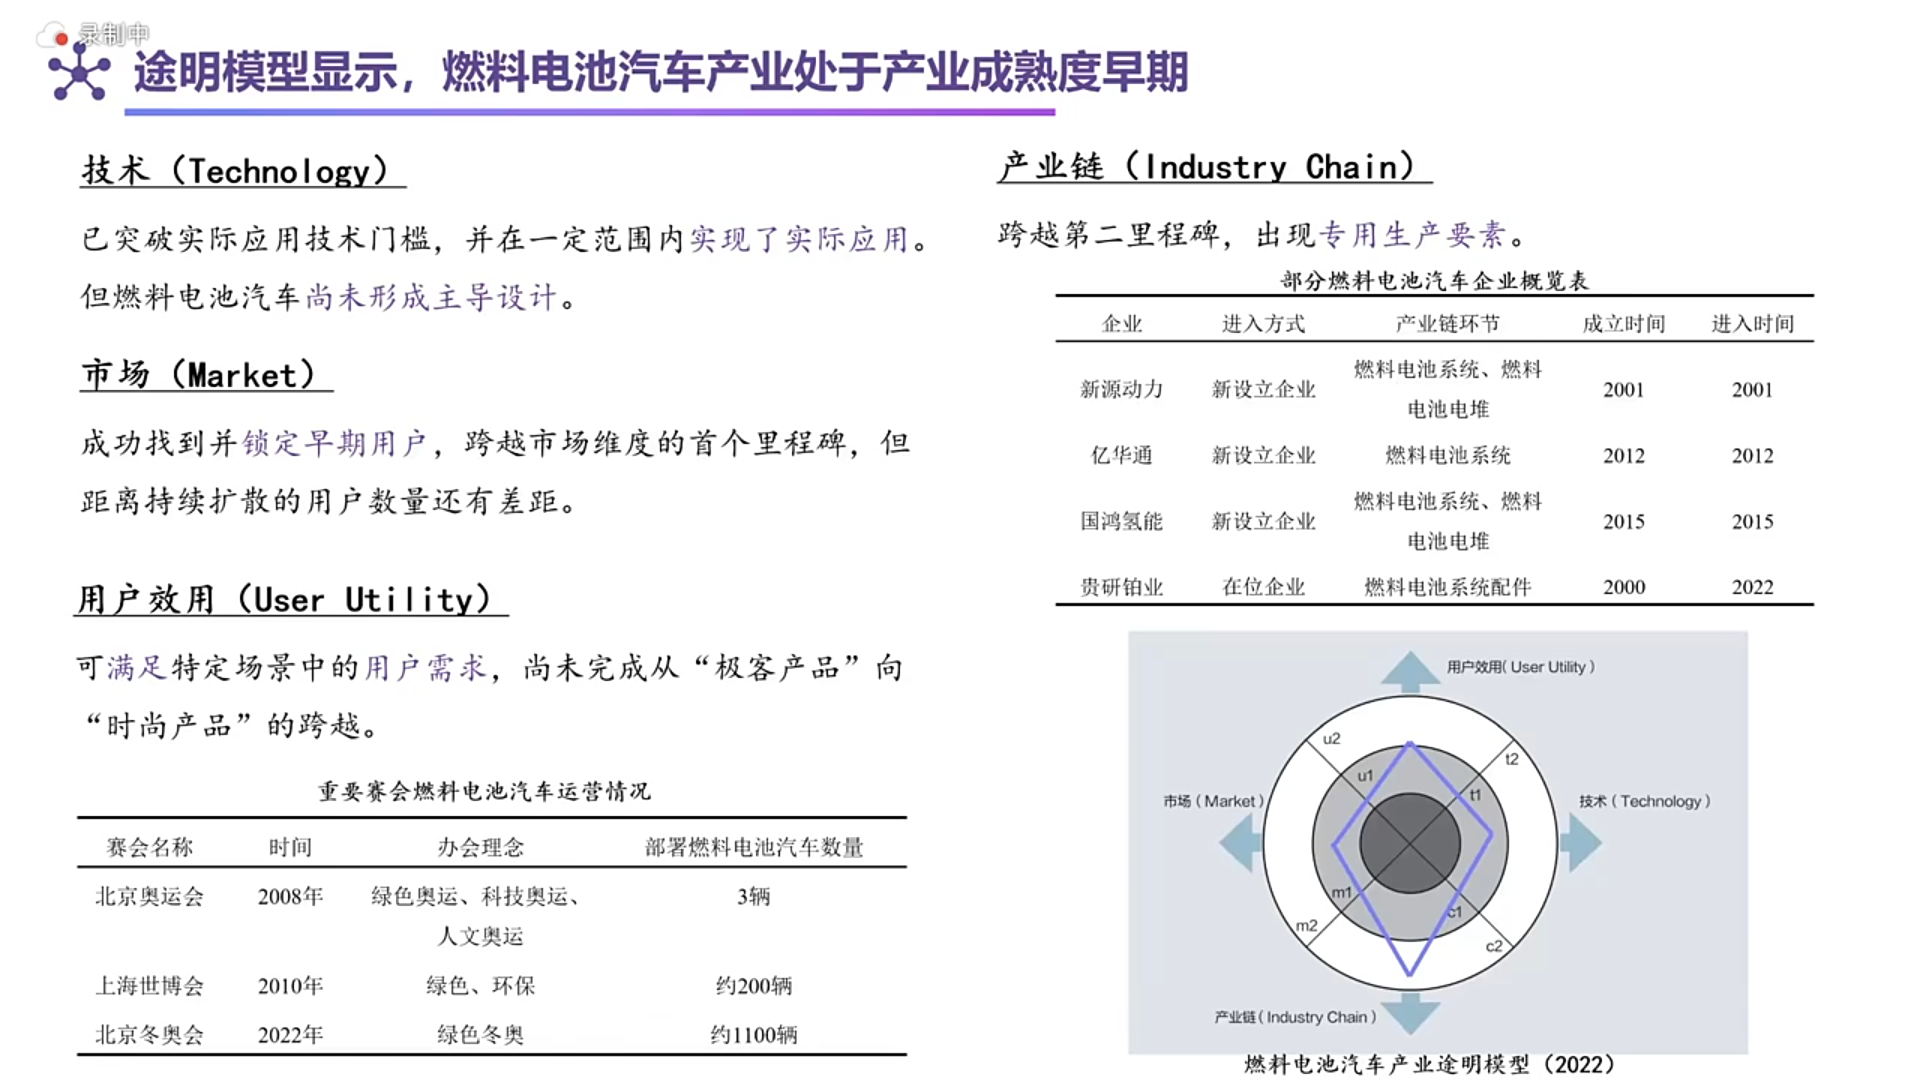 录制中
途明模型显示，燃料电池汽车产业处于产业成熟度早期
技术（Technology）
已突破实际应用技术门槛，并在一定范围内实现了实际应用。
但燃料电池汽车尚未形成主导设计。
市场（Market）
成功找到并锁定早期用户，跨越市场维度的首个里程碑，但
距离持续扩散的用户数量还有差距。
用户效用（User Utility）
可满足特定场景中的用户需求，尚未完成从“极客产品”向
“时尚产品”的跨越。
重要赛会燃料电池汽车运营情况
赛会名称 时间 办会理念 部署燃料电池汽车数量
北京奥运会 2008年 绿色奥运、科技奥运、 3辆
人文奥运
上海世博会 2010年 绿色、环保 约200辆
北京冬奥会 2022年 绿色冬奥 约1100辆
产业链（Industry Chain）
跨越第二里程碑，出现专用生产要素。
部分燃料电池汽车企业概览表
企业 进入方式 产业链环节 成立时间 进入时间
燃料电池系统、燃料
新源动力 新设立企业 2001 2001
电池电堆
亿华通 新设立企业 燃料电池系统 2012 2012
燃料电池系统、燃料
国鸿氢能 新设立企业 2015 2015
电池电堆
贵研铂业 在位企业 燃料电池系统配件 2000 2022
用户效用（User Utility）
u2
t2
u1
t1
市场（Market）
技术（Technology）
m1
c1
m2
c2
产业链（Industry Chain）
燃料电池汽车产业途明模型（2022）